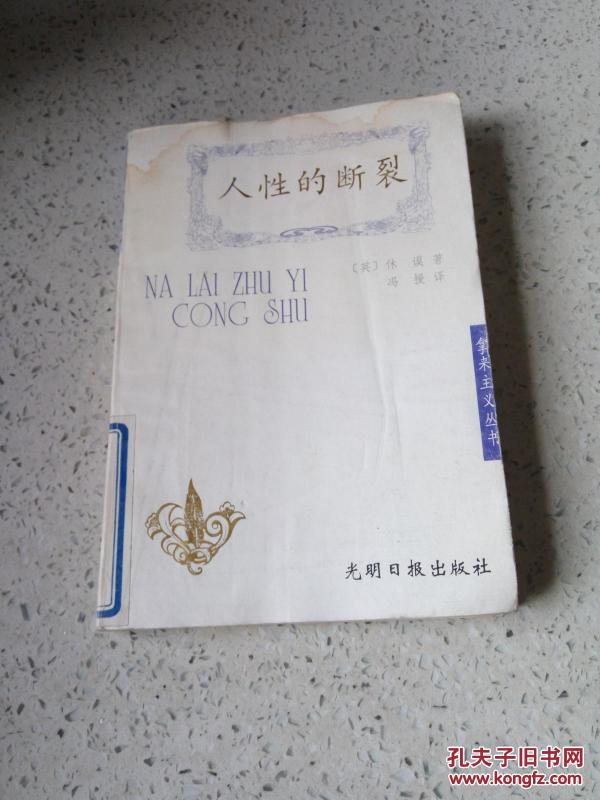 人性的断裂
〔英〕休谟著
冯援译
NA LAI ZHU YI
CONG SHU
拿来主义丛书
光明日报出版社
孔夫子旧书网
www.kongfz.com